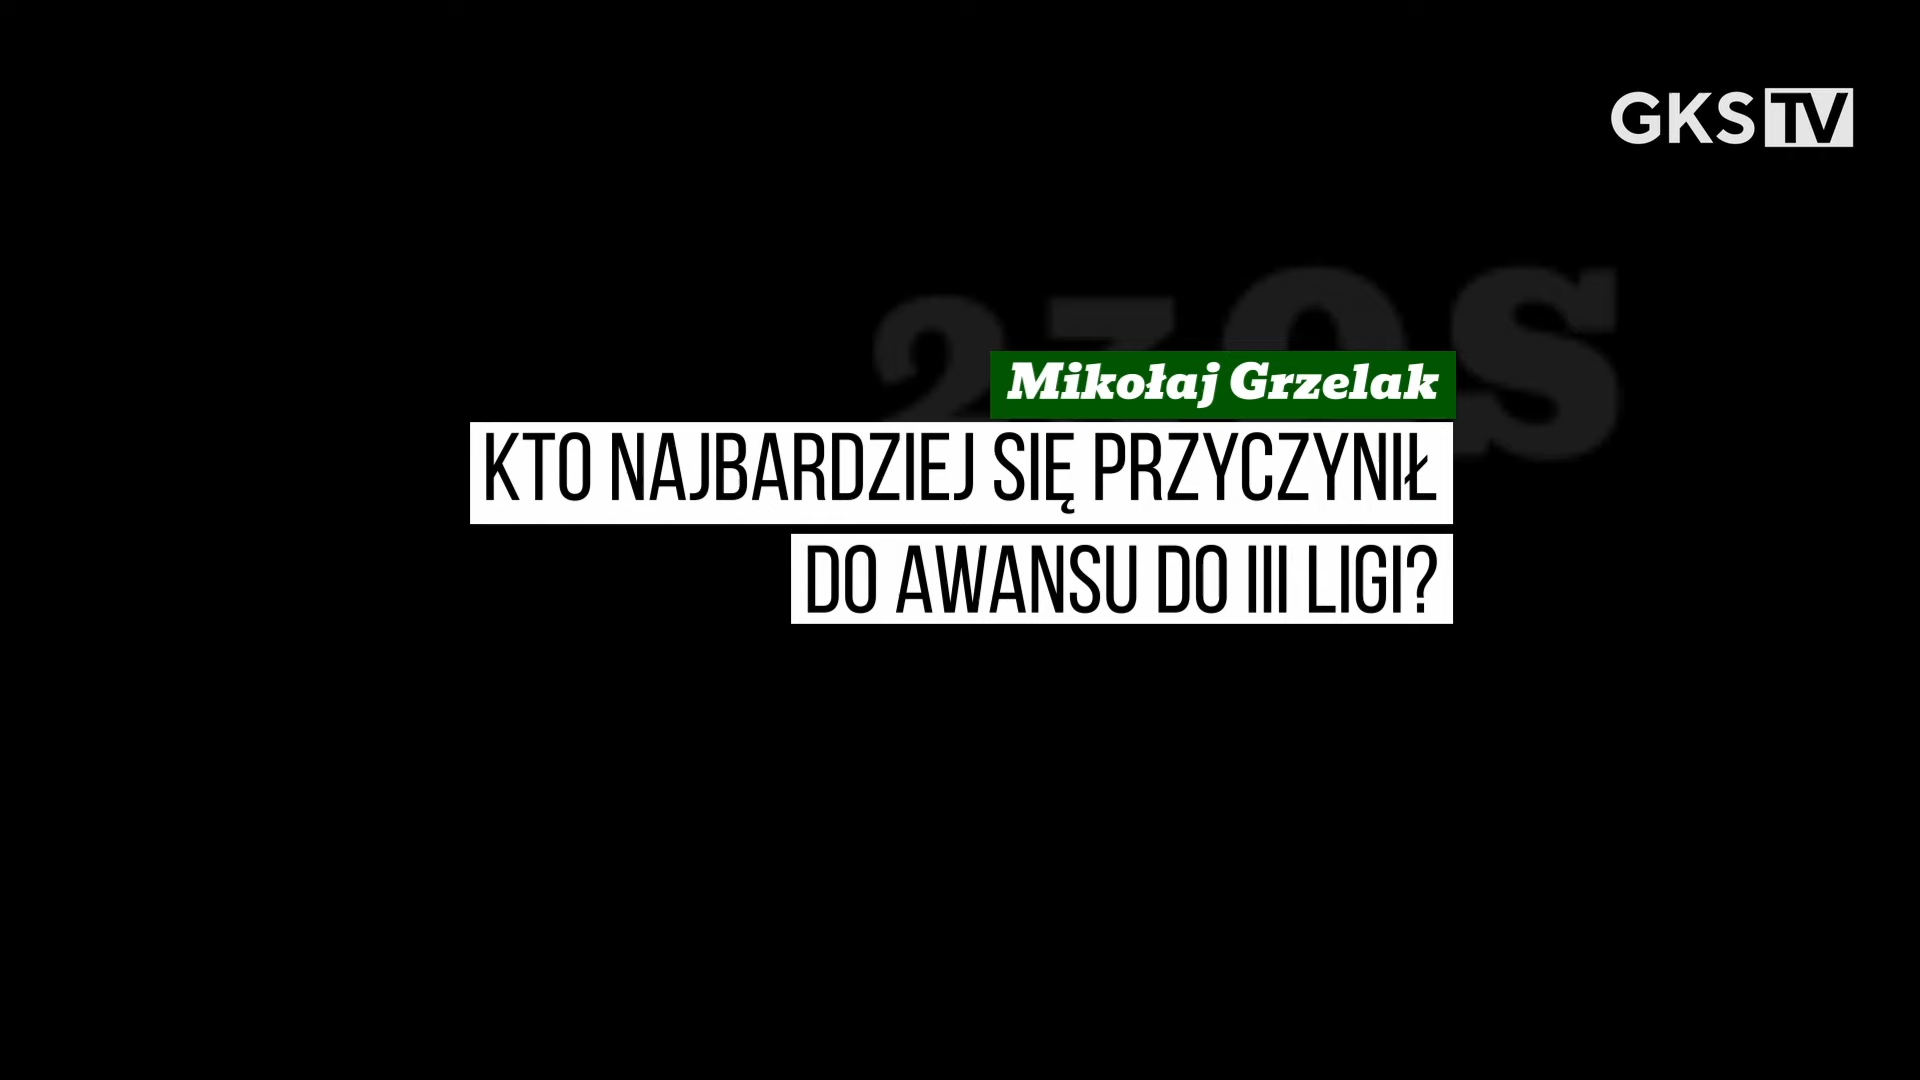 GKS TV
Mikołaj Grzelak
KTO NAJBARDZIEJ SIĘ PRZYCZYNIŁ
DO AWANSU DO III LIGI?